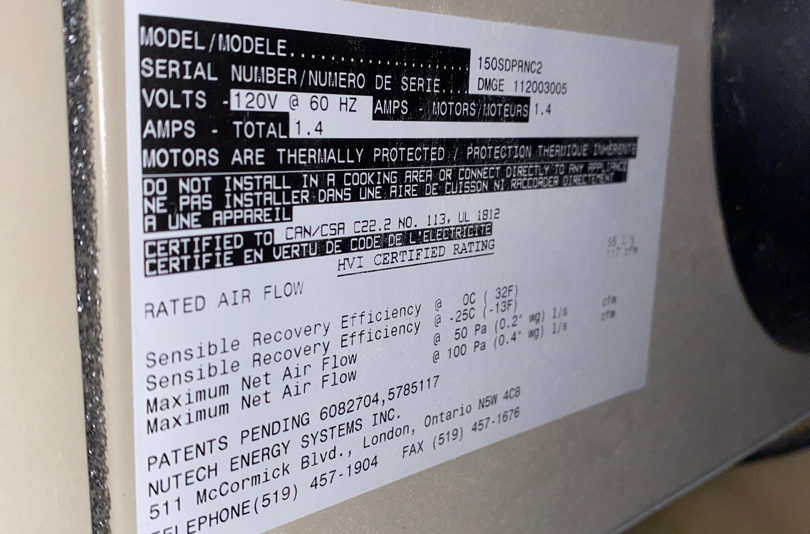 MODEL/MODELE.................... 150SDPRNC2
SERIAL NUMBER/NUMERO DE SERIE... DMGE 112003005
VOLTS - 120V @ 60 HZ AMPS - MOTORS/MOTEURS 1.4
AMPS - TOTAL 1.4
MOTORS ARE THERMALLY PROTECTED / PROTECTION THERMIQUE INHERENTE
DO NOT INSTALL IN A COOKING AREA OR CONNECT DIRECTLY TO ANY APPLIANCE
NE PAS INSTALLER DANS UNE AIRE DE CUISSON NI RACCORDER DIRECTEMENT
A UNE APPAREIL
CERTIFIED TO CAN/CSA C22.2 NO. 113, UL 1812
CERTIFIE EN VERTU DE CODE DE L'ELECTRICITE
HVI CERTIFIED RATING
RATED AIR FLOW 55 l/s
117 cfm
Sensible Recovery Efficiency @ 0C ( 32F)
Sensible Recovery Efficiency @ -25C (-13F)
Maximum Net Air Flow @ 50 Pa (0.2" wg) l/s cfm
Maximum Net Air Flow @ 100 Pa (0.4" wg) l/s cfm
PATENTS PENDING 6082704,5785117
NUTECH ENERGY SYSTEMS INC.
511 McCormick Blvd., London, Ontario N5W 4C8
TELEPHONE(519) 457-1904 FAX (519) 457-1676